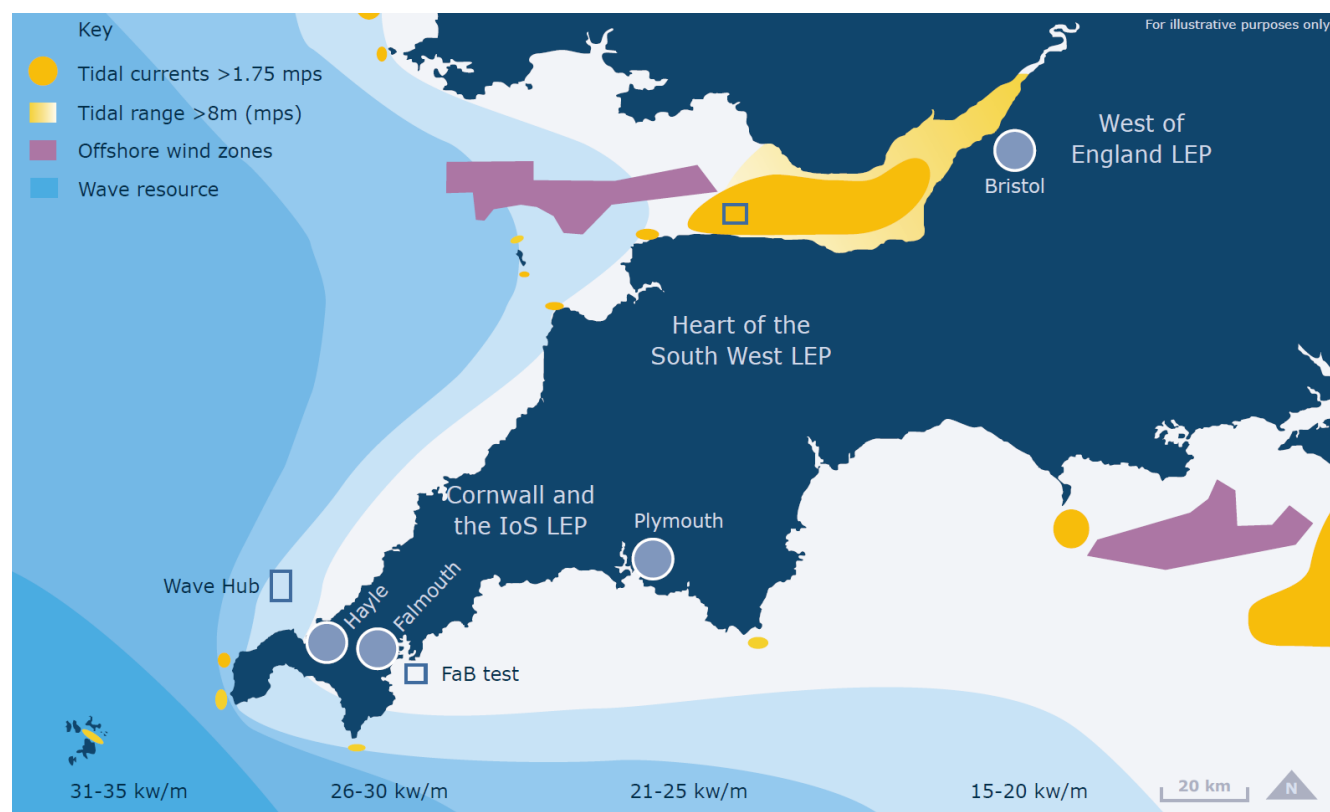 Key
For illustrative purposes only
Tidal currents >1.75 mps
Tidal range >8m (mps)
Offshore wind zones
Wave resource
West of
England LEP
Bristol
Heart of the
South West LEP
Cornwall and
the IoS LEP
Plymouth
Wave Hub
Hayle
Falmouth
FaB test
31-35 kw/m
26-30 kw/m
21-25 kw/m
15-20 kw/m
20 km
N